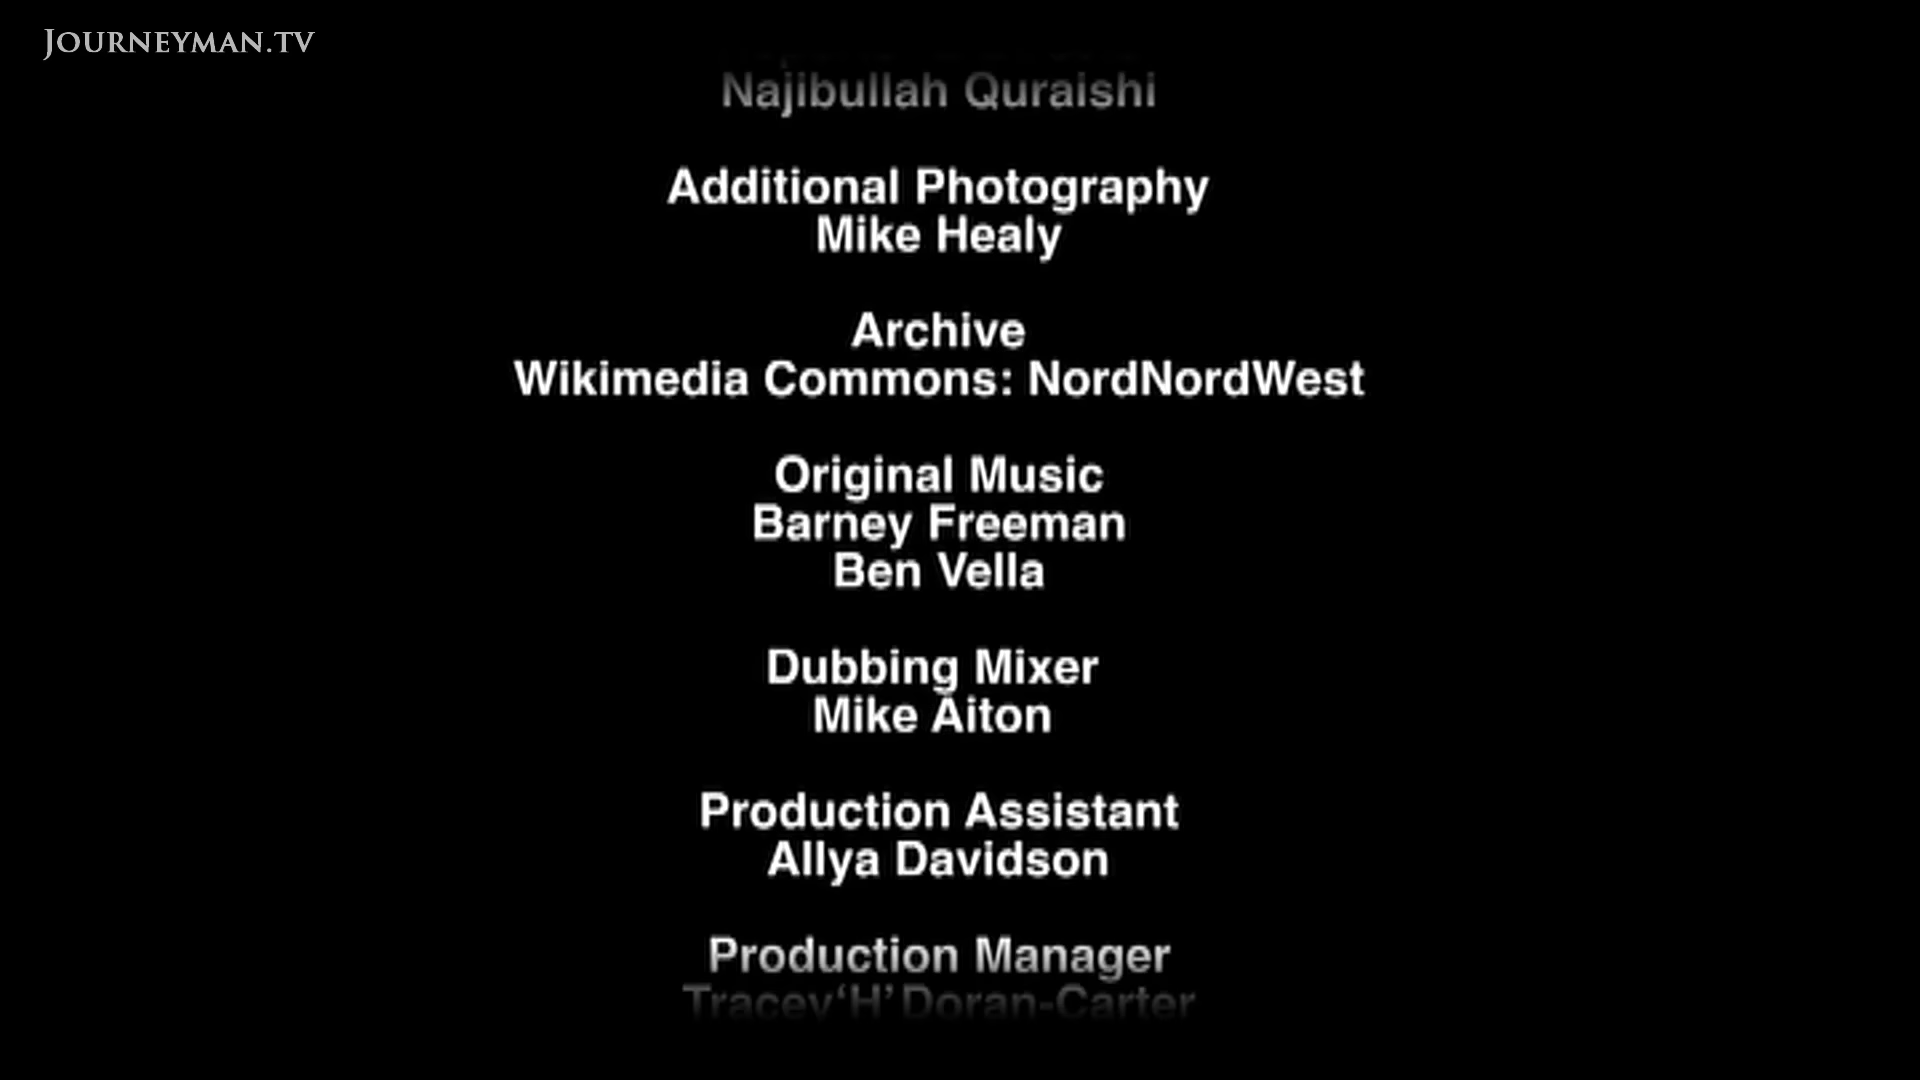 JOURNEYMAN.TV
Najibullah Quraishi
Additional Photography
Mike Healy
Archive
Wikimedia Commons: NordNordWest
Original Music
Barney Freeman
Ben Vella
Dubbing Mixer
Mike Aiton
Production Assistant
Allya Davidson
Production Manager
Tracey ‘H’ Doran-Carter